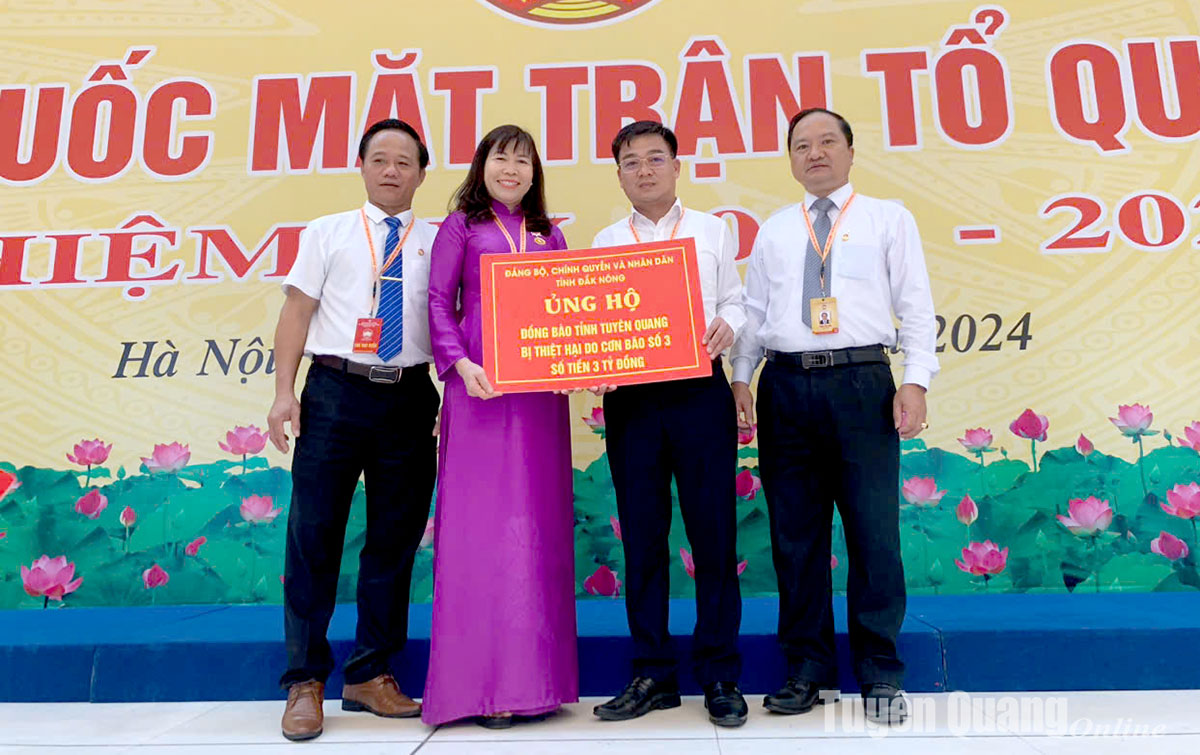 UỐC MẶT TRẬN TỔ QU
HIỆM
- 202
Hà Nội
2024
ĐẢNG BỘ, CHÍNH QUYỀN VÀ NHÂN DÂN
TỈNH ĐẮK NÔNG
ỦNG HỘ
ĐỒNG BÀO TỈNH TUYÊN QUANG
BỊ THIỆT HẠI DO CƠN BÃO SỐ 3
SỐ TIỀN 3 TỶ ĐỒNG
Tuyên Quang Online